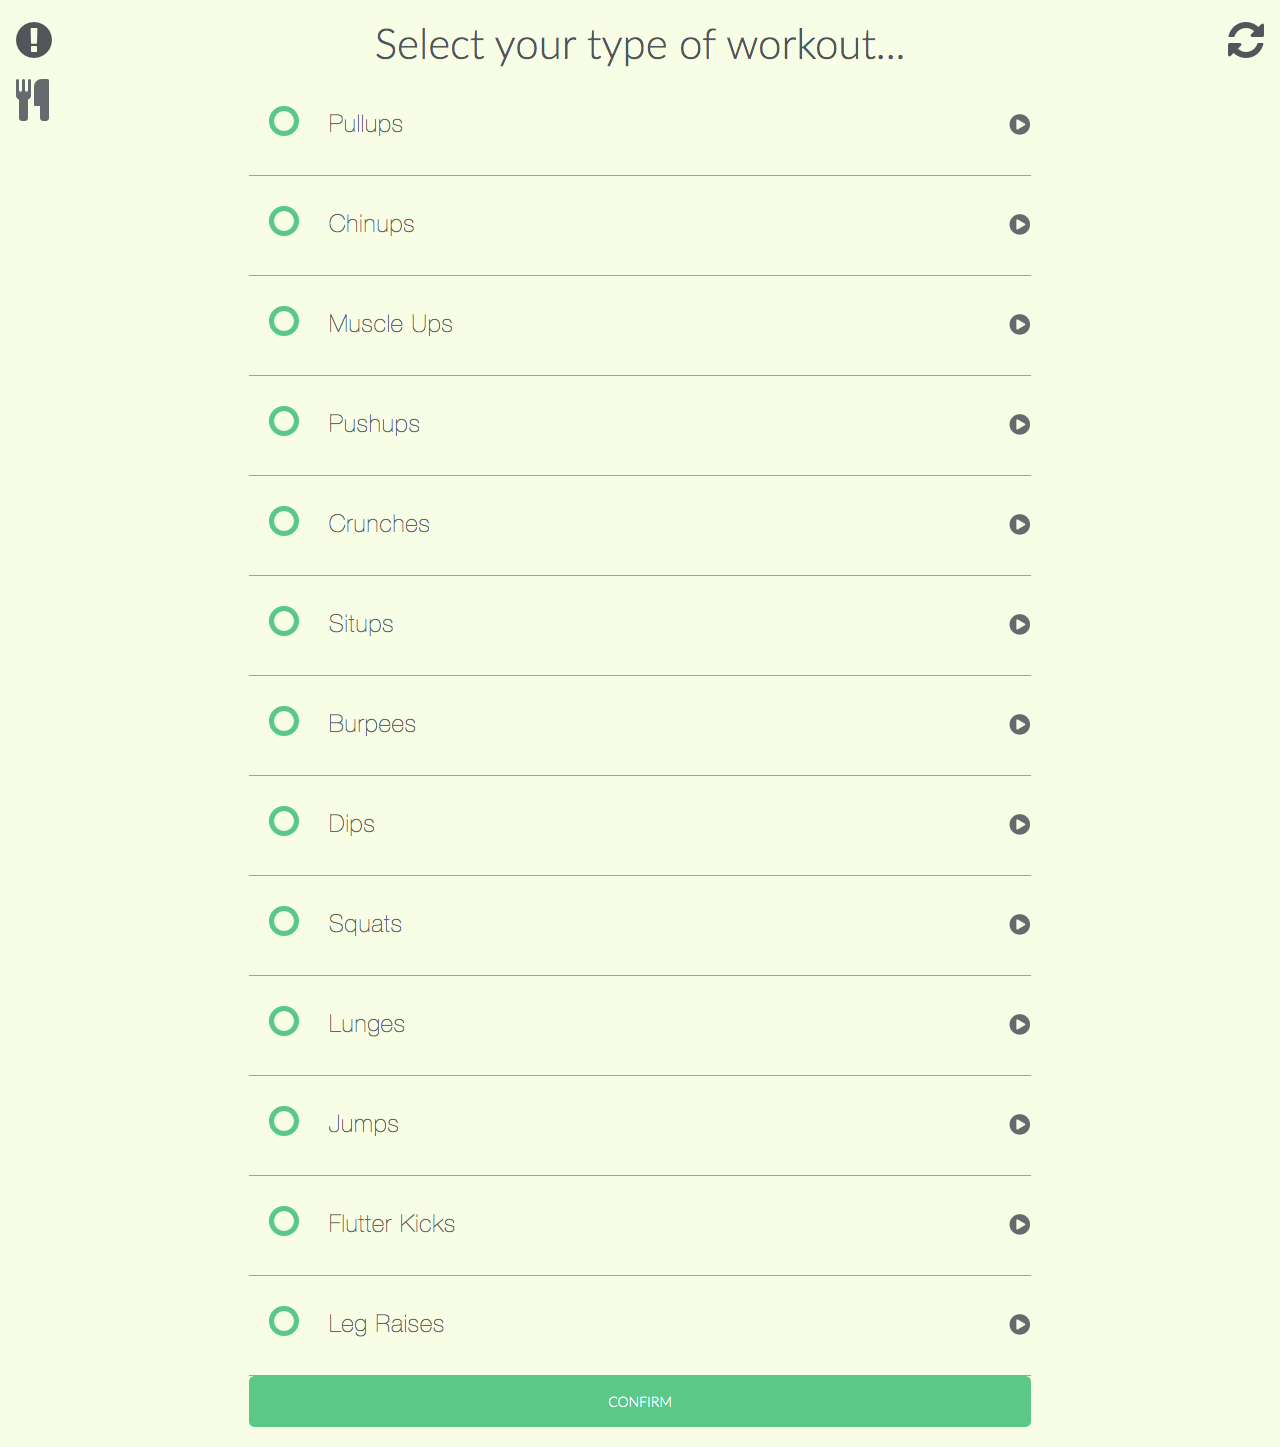 Select your type of workout...
Pullups
Chinups
Muscle Ups
Pushups
Crunches
Situps
Burpees
Dips
Squats
Lunges
Jumps
Flutter Kicks
Leg Raises
CONFIRM